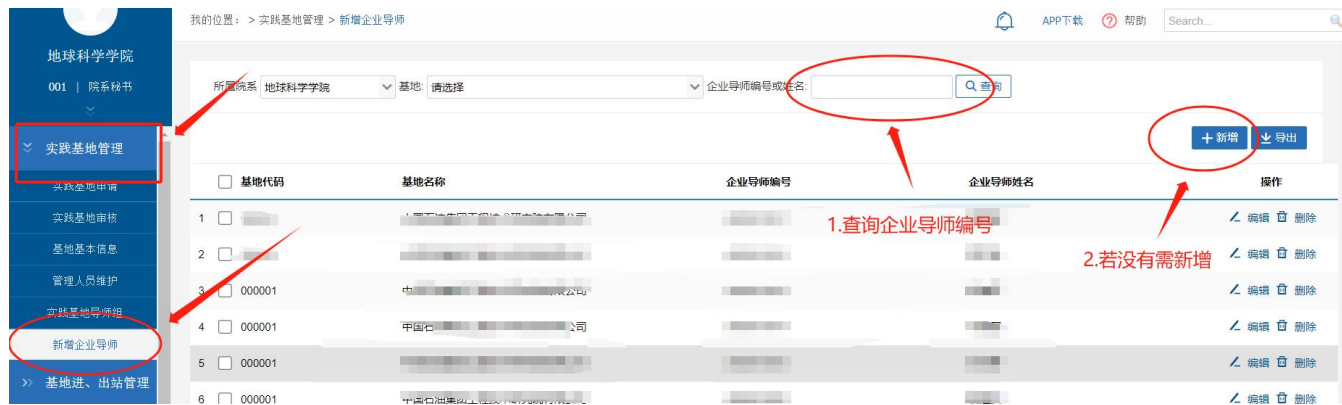 我的位置： > 实践基地管理 > 新增企业导师
APP下载 帮助 Search...
地球科学学院
001 | 院系秘书
所属院系 地球科学学院 基地: 请选择 企业导师编号或姓名: 查询
实践基地管理
新增 导出
基地代码 基地名称 企业导师编号 企业导师姓名 操作
实践基地申请
实践基地审核
基地基本信息
管理人员维护
实践基地导师组
新增企业导师
基地进、出站管理
1 编辑 删除
1.查询企业导师编号
2 编辑 删除
2.若没有需新增
3 000001 编辑 删除
4 000001 中国石 公司 编辑 删除
5 000001 编辑 删除
6 000001 编辑 删除